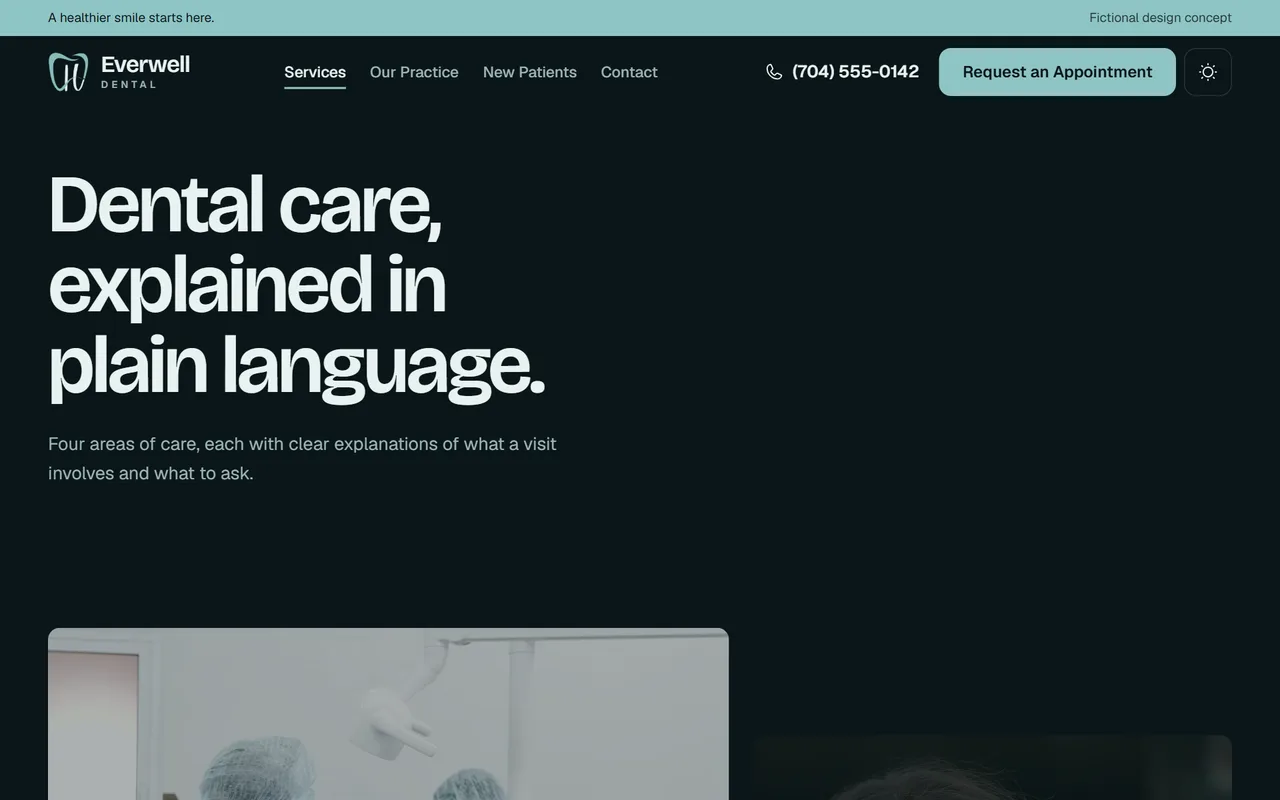 A healthier smile starts here.
Fictional design concept
Everwell
DENTAL
Services
Our Practice
New Patients
Contact
(704) 555-0142
Request an Appointment
Dental care,
explained in
plain language.
Four areas of care, each with clear explanations of what a visit
involves and what to ask.